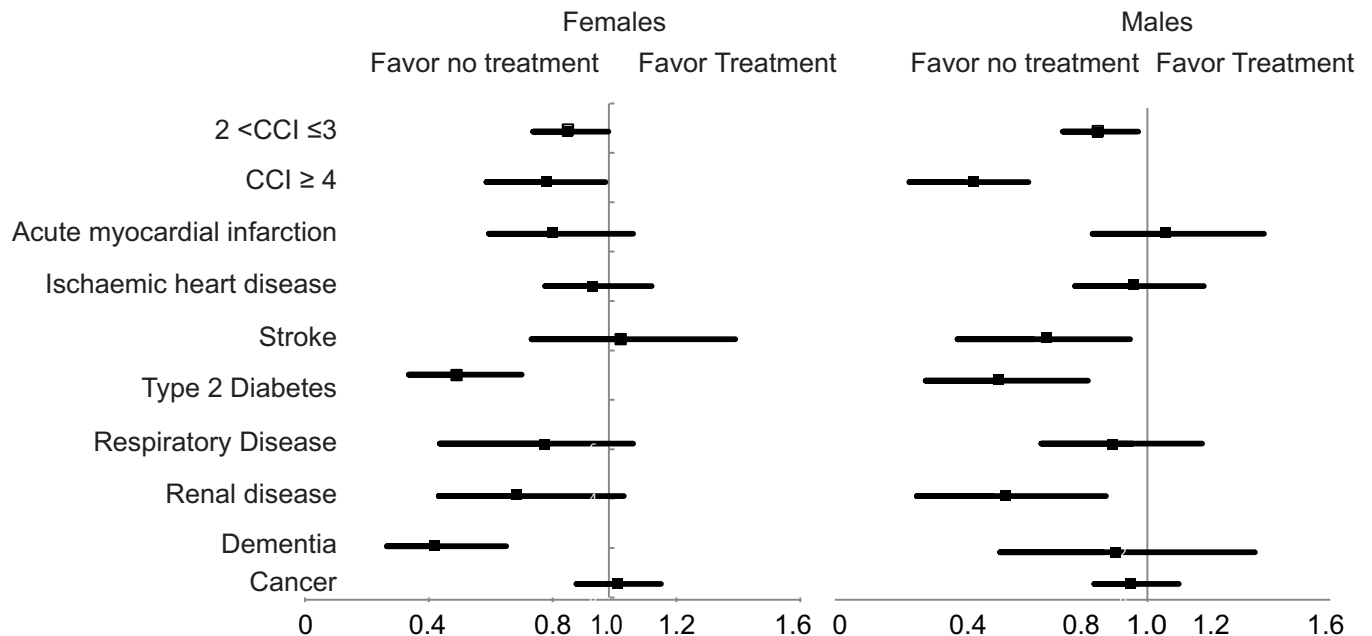 Females Males
Favor no treatment Favor Treatment Favor no treatment Favor Treatment
2 <CCI ≤3
CCI ≥ 4
Acute myocardial infarction
Ischaemic heart disease
Stroke
Type 2 Diabetes
Respiratory Disease
Renal disease
Dementia
Cancer
0 0.4 0.8 1.0 1.2 1.6 0 0.4 0.8 1.0 1.2 1.6